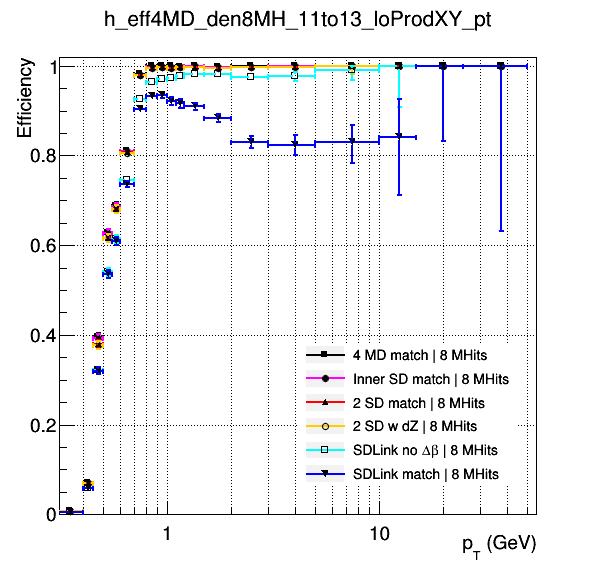 h_eff4MD_den8MH_11to13_loProdXY_pt
Efficiency
1
0.8
0.6
0.4
0.2
0
4 MD match | 8 MHits
Inner SD match | 8 MHits
2 SD match | 8 MHits
2 SD w dZ | 8 MHits
SDLink no Δβ | 8 MHits
SDLink match | 8 MHits
1 10
p_T (GeV)